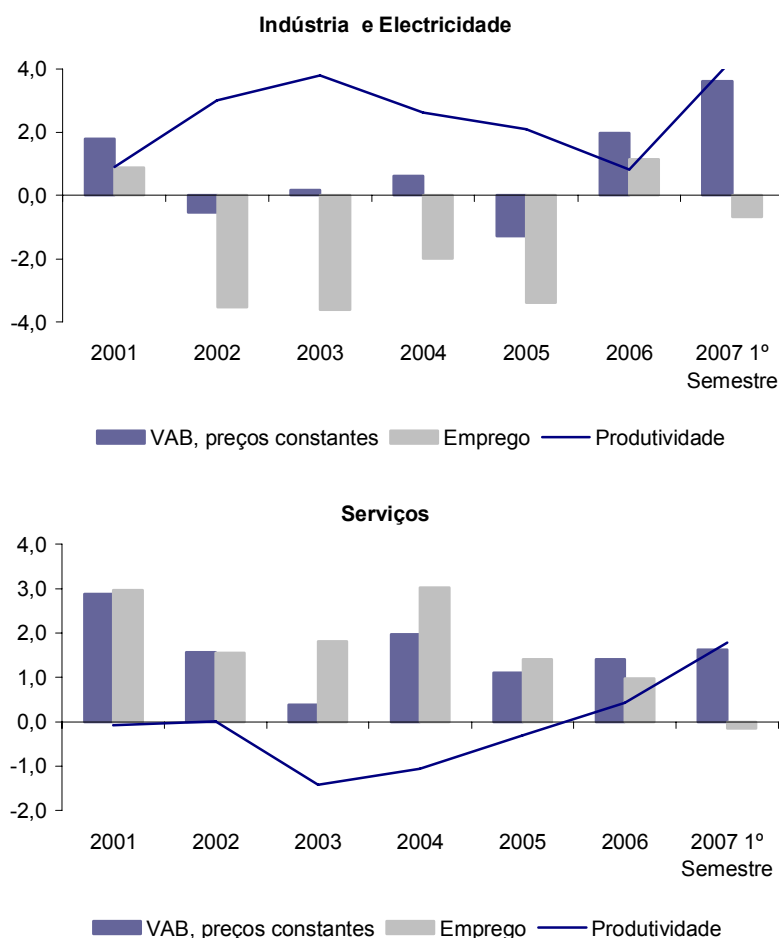 Indústria e Electricidade
4,0
2,0
0,0
-2,0
-4,0
2001 2002 2003 2004 2005 2006 2007 1º
Semestre
VAB, preços constantes Emprego Produtividade
Serviços
4,0
3,0
2,0
1,0
0,0
-1,0
-2,0
2001 2002 2003 2004 2005 2006 2007 1º
Semestre
VAB, preços constantes Emprego Produtividade